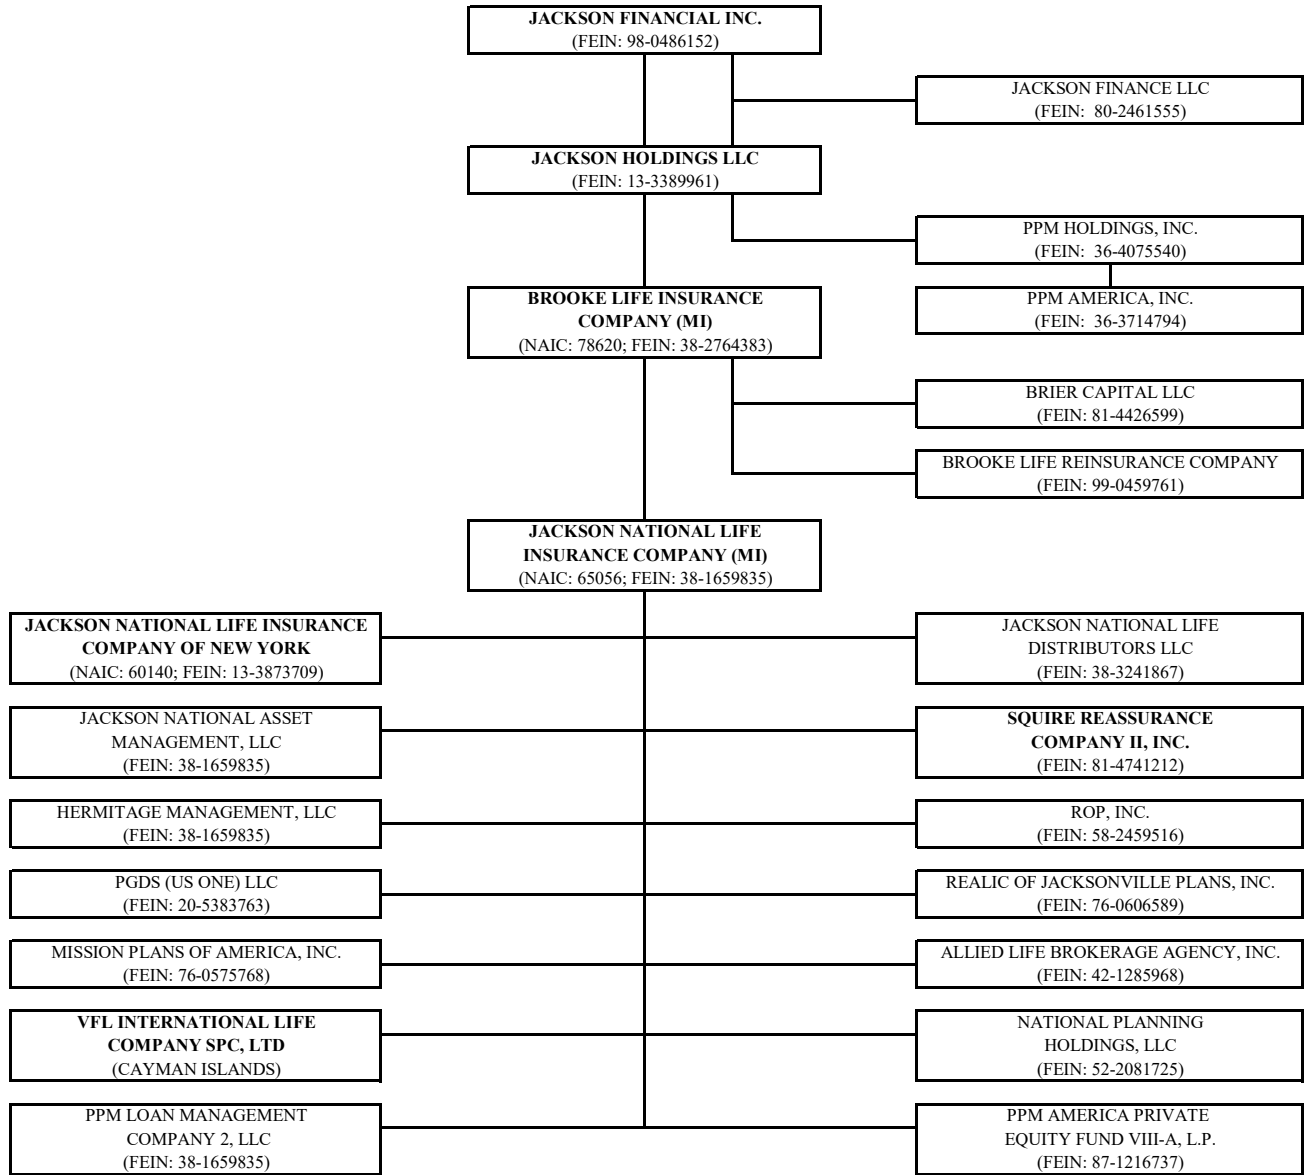 JACKSON FINANCIAL INC.
(FEIN: 98-0486152)
JACKSON FINANCE LLC
(FEIN:  80-2461555)
JACKSON HOLDINGS LLC
(FEIN: 13-3389961)
PPM HOLDINGS, INC.
(FEIN:  36-4075540)
BROOKE LIFE INSURANCE
COMPANY (MI)
(NAIC: 78620; FEIN: 38-2764383)
PPM AMERICA, INC.
(FEIN:  36-3714794)
BRIER CAPITAL LLC
(FEIN: 81-4426599)
BROOKE LIFE REINSURANCE COMPANY
(FEIN: 99-0459761)
JACKSON NATIONAL LIFE
INSURANCE COMPANY (MI)
(NAIC: 65056; FEIN: 38-1659835)
JACKSON NATIONAL LIFE INSURANCE
COMPANY OF NEW YORK
(NAIC: 60140; FEIN: 13-3873709)
JACKSON NATIONAL LIFE
DISTRIBUTORS LLC
(FEIN: 38-3241867)
JACKSON NATIONAL ASSET
MANAGEMENT, LLC
(FEIN: 38-1659835)
SQUIRE REASSURANCE
COMPANY II, INC.
(FEIN: 81-4741212)
HERMITAGE MANAGEMENT, LLC
(FEIN: 38-1659835)
ROP, INC.
(FEIN: 58-2459516)
PGDS (US ONE) LLC
(FEIN: 20-5383763)
REALIC OF JACKSONVILLE PLANS, INC.
(FEIN: 76-0606589)
MISSION PLANS OF AMERICA, INC.
(FEIN: 76-0575768)
ALLIED LIFE BROKERAGE AGENCY, INC.
(FEIN: 42-1285968)
VFL INTERNATIONAL LIFE
COMPANY SPC, LTD
(CAYMAN ISLANDS)
NATIONAL PLANNING
HOLDINGS, LLC
(FEIN: 52-2081725)
PPM LOAN MANAGEMENT
COMPANY 2, LLC
(FEIN: 38-1659835)
PPM AMERICA PRIVATE
EQUITY FUND VIII-A, L.P.
(FEIN: 87-1216737)